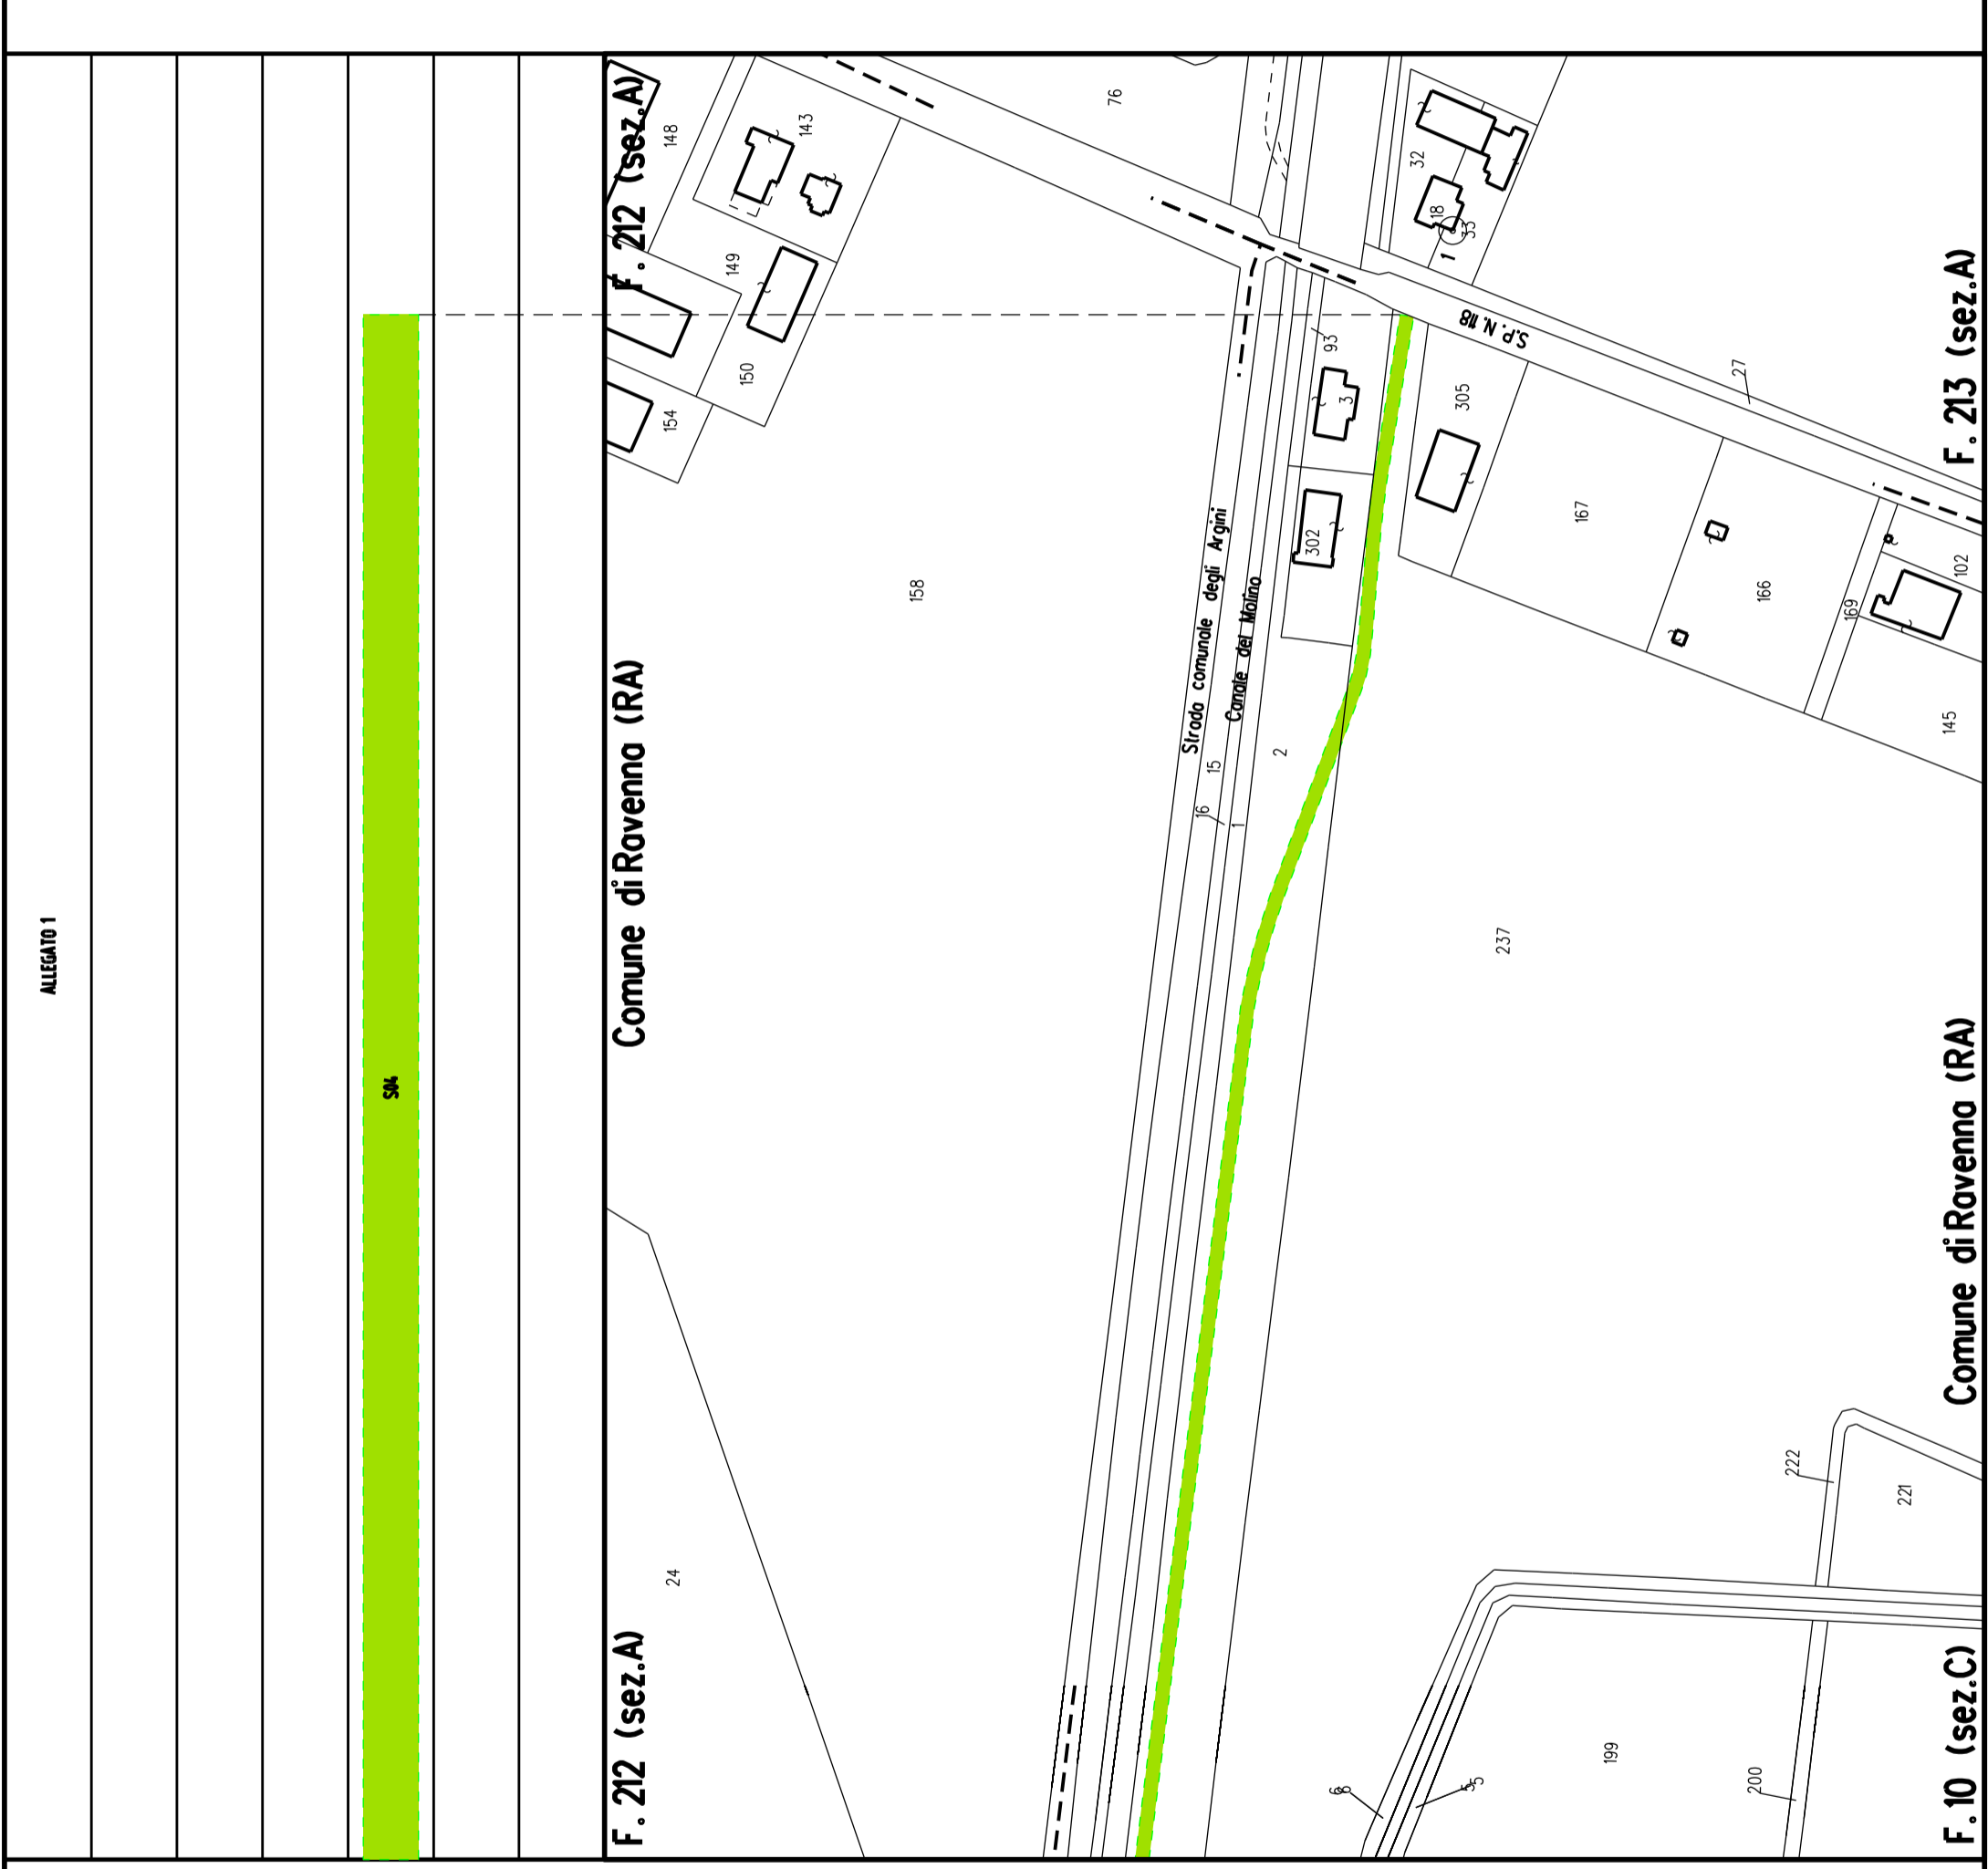 ALLEGATO 1
S04
F. 212 (sez.A)
Comune di Ravenna (RA)
F. 212 (sez.A)
148
143
149
150
154
76
158
24
Strada comunale degli Argini
Canale del Molino
16
15
1
2
93
3
302
32
18
33
1
S.P. N. 118
305
167
27
166
169
102
145
237
222
221
199
200
F. 213 (sez.A)
Comune di Ravenna (RA)
F. 10 (sez.C)